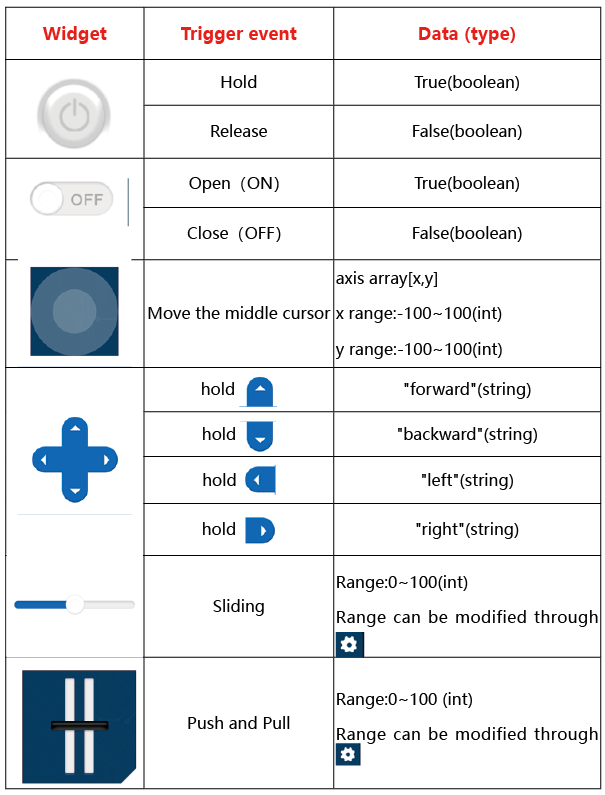 Widget Trigger event Data (type)
Hold True(boolean)
Release False(boolean)
OFF
Open（ON） True(boolean)
Close（OFF） False(boolean)
Move the middle cursor
axis array[x,y]
x range:-100~100(int)
y range:-100~100(int)
hold "forward"(string)
hold "backward"(string)
hold "left"(string)
hold "right"(string)
Sliding
Range:0~100(int)
Range can be modified through
Push and Pull
Range:0~100 (int)
Range can be modified through